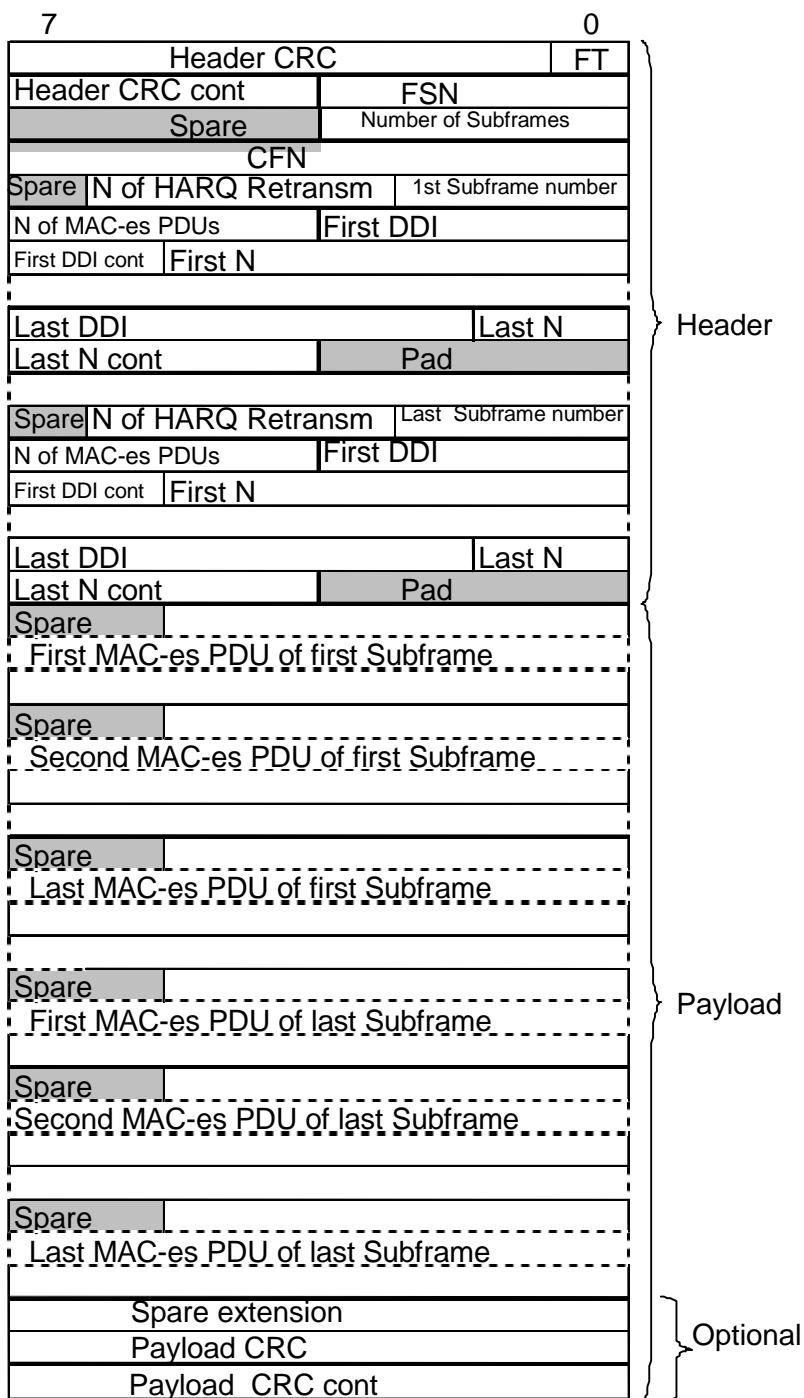 7 0
Header CRC FT
Header CRC cont FSN
Spare Number of Subframes
CFN
Spare N of HARQ Retransm 1st Subframe number
N of MAC-es PDUs First DDI
First DDI cont First N
Last DDI Last N
Header
Last N cont Pad
Spare N of HARQ Retransm Last Subframe number
N of MAC-es PDUs First DDI
First DDI cont First N
Last DDI Last N
Last N cont Pad
Spare
First MAC-es PDU of first Subframe
Spare
Second MAC-es PDU of first Subframe
Spare
Last MAC-es PDU of first Subframe
Spare
First MAC-es PDU of last Subframe
Payload
Spare
Second MAC-es PDU of last Subframe
Spare
Last MAC-es PDU of last Subframe
Spare extension
Optional
Payload CRC
Payload CRC cont